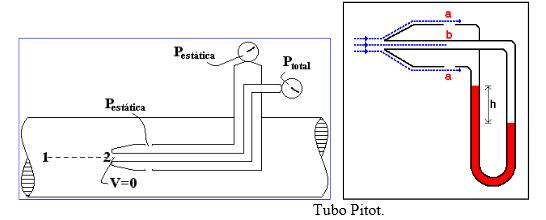 Pestática
Ptotal
Pestática
1 2
V=0
a
b
a
h
Tubo Pitot.